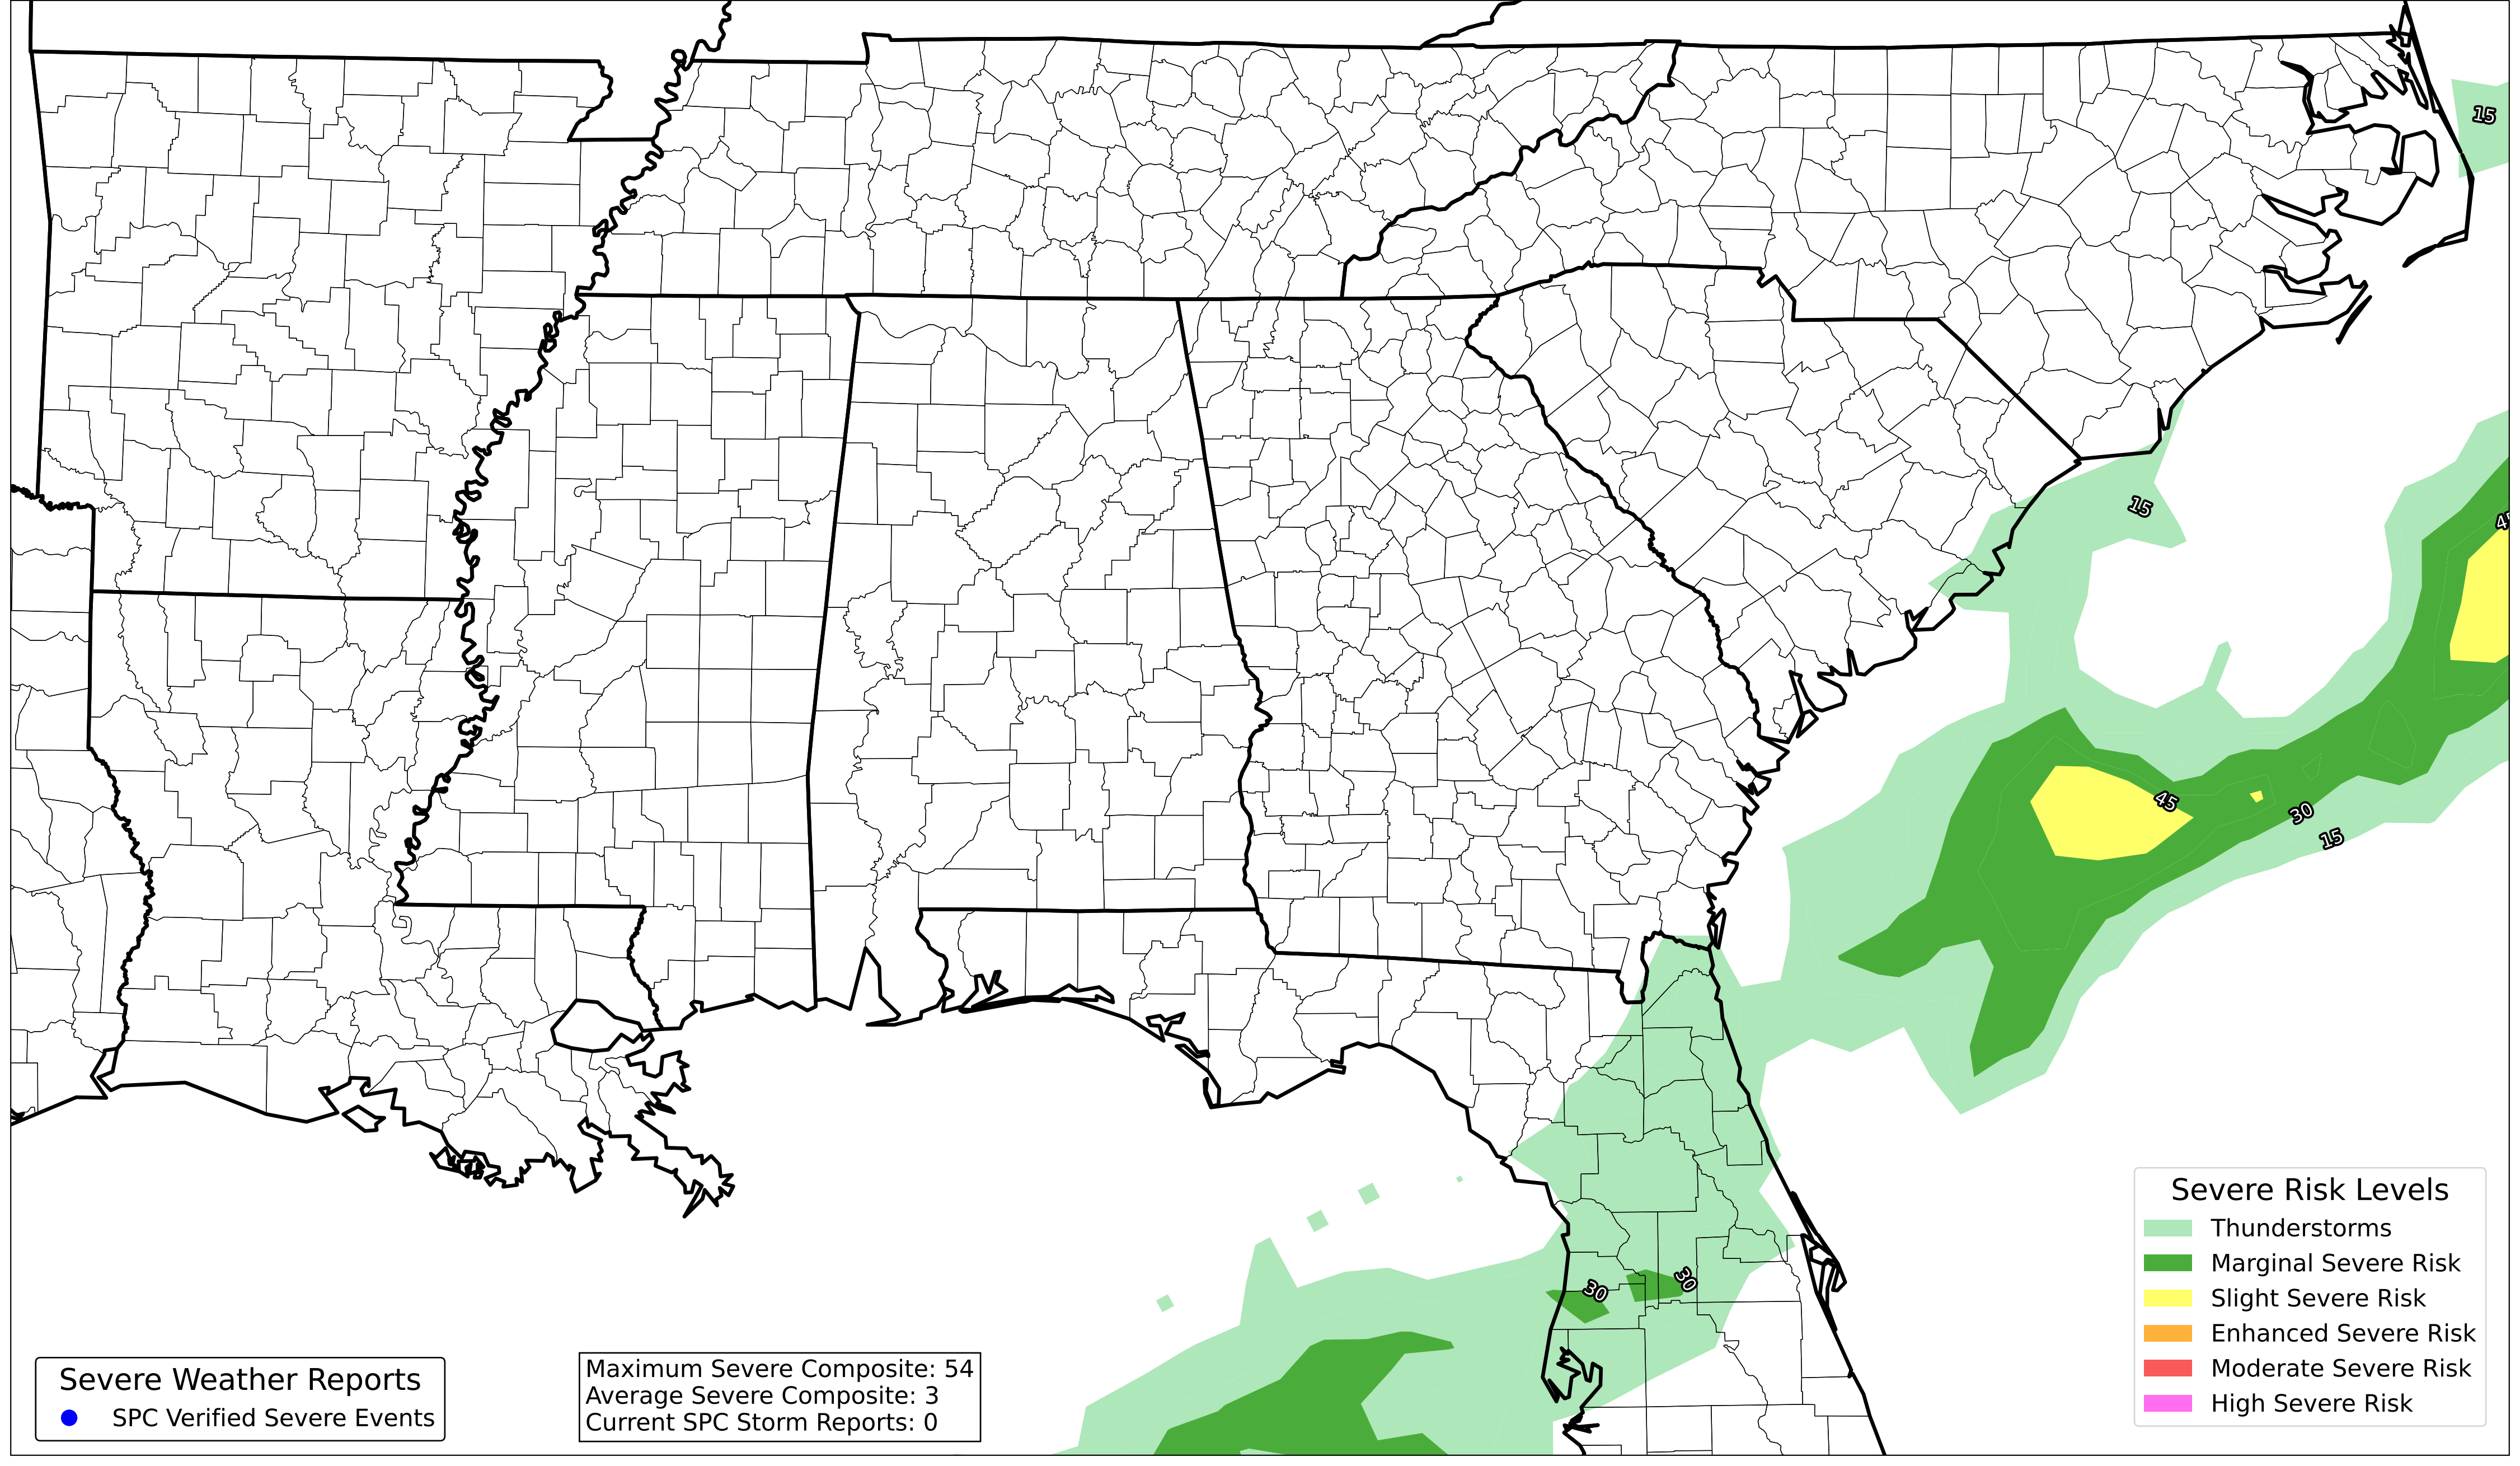 15
15
45
45
30
15
30
30
Severe Risk Levels
Thunderstorms
Marginal Severe Risk
Slight Severe Risk
Enhanced Severe Risk
Moderate Severe Risk
High Severe Risk
Severe Weather Reports
SPC Verified Severe Events
Maximum Severe Composite: 54
Average Severe Composite: 3
Current SPC Storm Reports: 0